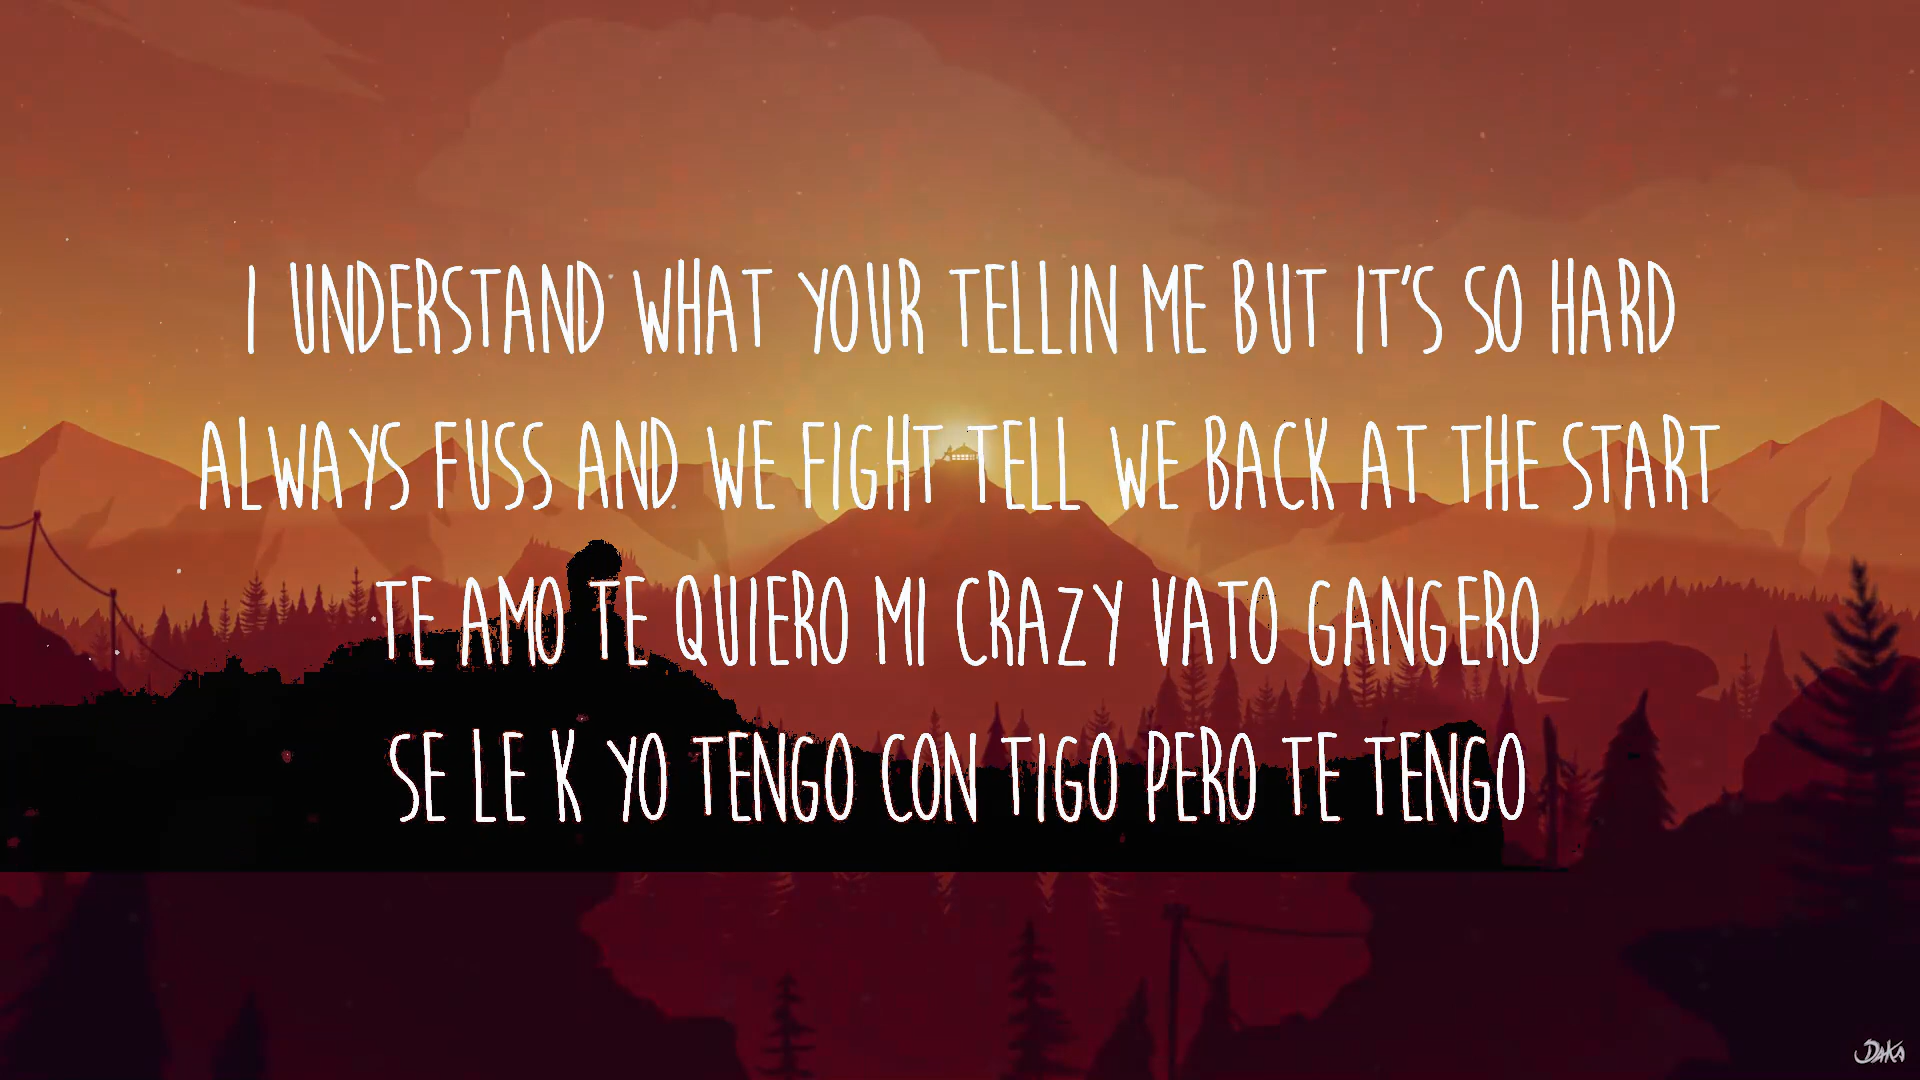 I UNDERSTAND WHAT YOUR TELLIN ME BUT IT'S SO HARD
ALWAYS FUSS AND WE FIGHT TELL WE BACK AT THE START
TE AMO TE QUIERO MI CRAZY VATO GANGERO
SE LE K YO TENGO CON TIGO PERO TE TENGO
DAKA